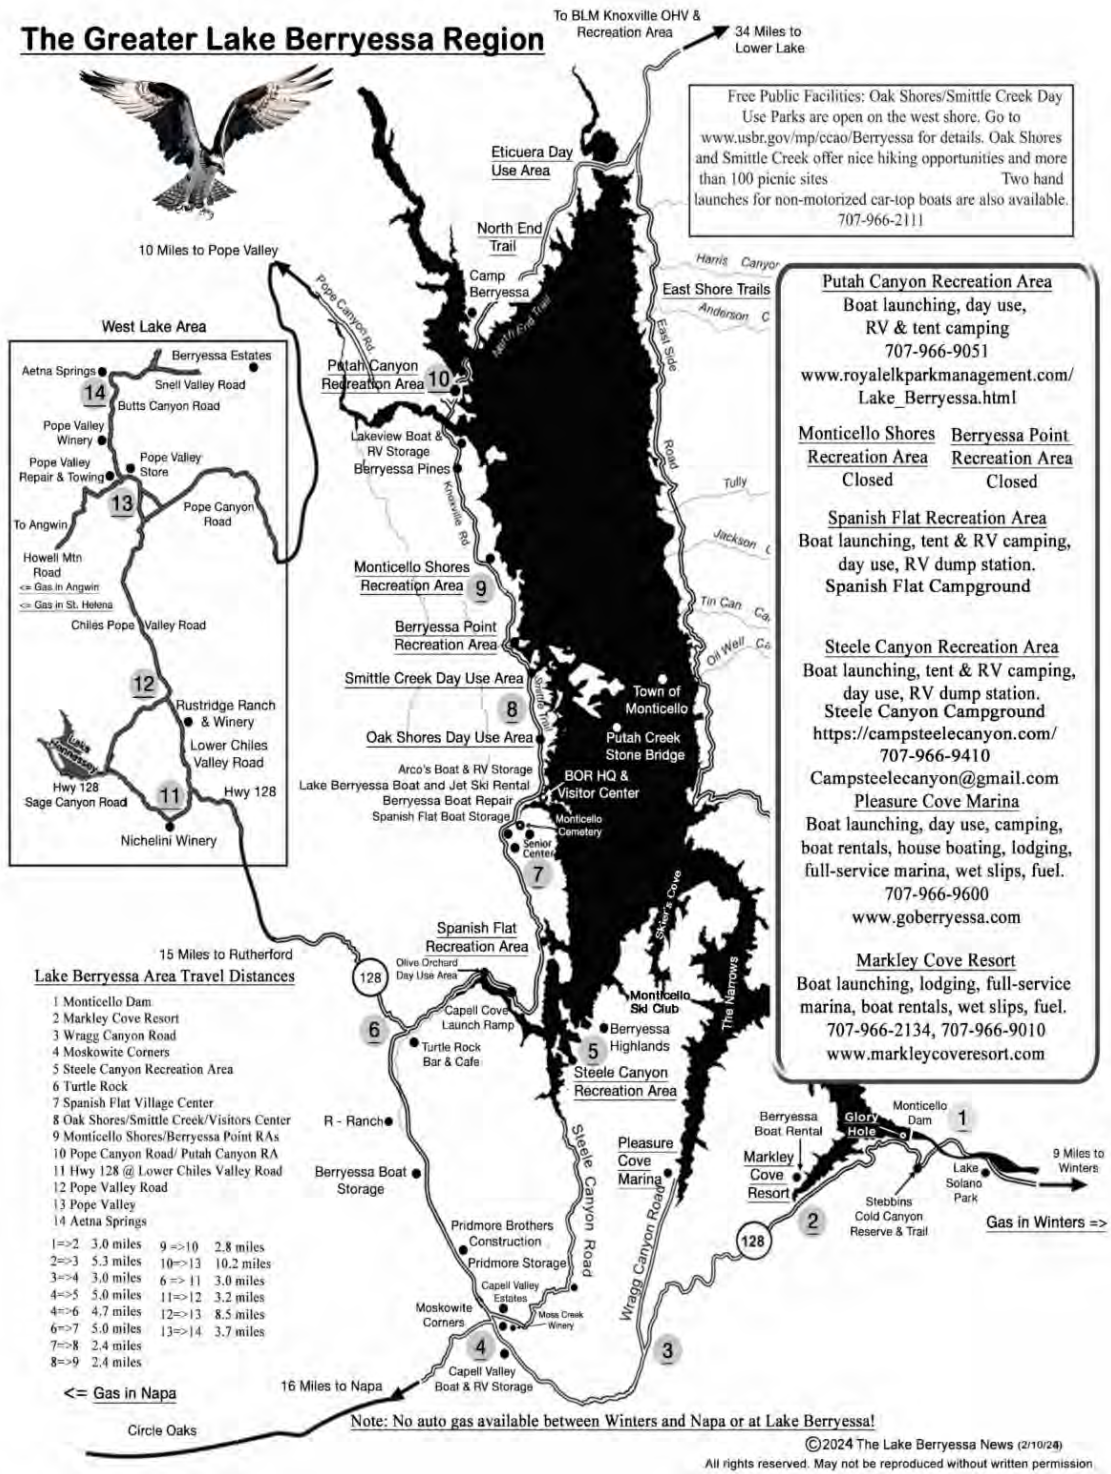 The Greater Lake Berryessa Region
To BLM Knoxville OHV &
Recreation Area
34 Miles to
Lower Lake
Free Public Facilities: Oak Shores/Smittle Creek Day
Use Parks are open on the west shore. Go to
www.usbr.gov/mp/ccao/Berryessa for details. Oak Shores
and Smittle Creek offer nice hiking opportunities and more
than 100 picnic sites Two hand
launches for non-motorized car-top boats are also available.
707-966-2111
Eticuera Day
Use Area
North End
Trail
Camp
Berryessa
North End Trail
10 Miles to Pope Valley
Pope Canyon Rd.
Harris Canyon
East Shore Trails
Anderson C
East Side
Road
Tully
Jackson C
Tin Can Ca
Oil Well Ca
Putah Canyon
Recreation Area
10
Lakeview Boat &
RV Storage
Berryessa Pines
Knoxville Rd.
Monticello Shores
Recreation Area
9
Berryessa Point
Recreation Area
Smittle Creek Day Use Area
Smittle Trail
8
Oak Shores Day Use Area
Town of
Monticello
Putah Creek
Stone Bridge
Arco's Boat & RV Storage
Lake Berryessa Boat and Jet Ski Rental
Berryessa Boat Repair
Spanish Flat Boat Storage
BOR HQ &
Visitor Center
Monticello
Cemetery
Senior
Center
7
West Lake Area
Berryessa Estates
Aetna Springs
14
Snell Valley Road
Butts Canyon Road
Pope Valley
Winery
Pope Valley
Repair & Towing
Pope Valley
Store
13
Pope Canyon
Road
To Angwin
Howell Mtn
Road
<= Gas in Angwin
<= Gas in St. Helena
Chiles Pope Valley Road
12
Rustridge Ranch
& Winery
Lower Chiles
Valley Road
Lake
Hennessey
Hwy 128
Sage Canyon Road
11
Hwy 128
Nichelini Winery
Putah Canyon Recreation Area
Boat launching, day use,
RV & tent camping
707-966-9051
www.royalelkparkmanagement.com/
Lake_Berryessa.html
Monticello Shores
Recreation Area
Closed
Berryessa Point
Recreation Area
Closed
Spanish Flat Recreation Area
Boat launching, tent & RV camping,
day use, RV dump station.
Spanish Flat Campground
Steele Canyon Recreation Area
Boat launching, tent & RV camping,
day use, RV dump station.
Steele Canyon Campground
https://campsteelecanyon.com/
707-966-9410
Campsteelecanyon@gmail.com
Pleasure Cove Marina
Boat launching, day use, camping,
boat rentals, house boating, lodging,
full-service marina, wet slips, fuel.
707-966-9600
www.goberryessa.com
Markley Cove Resort
Boat launching, lodging, full-service
marina, boat rentals, wet slips, fuel.
707-966-2134, 707-966-9010
www.markleycoveresort.com
Skier's Cove
The Narrows
Spanish Flat
Recreation Area
Olive Orchard
Day Use Area
15 Miles to Rutherford
128
6
Capell Cove
Launch Ramp
Turtle Rock
Bar & Cafe
Monticello
Ski Club
Berryessa
Highlands
5
Steele Canyon
Recreation Area
R - Ranch
Berryessa Boat
Storage
Steele Canyon Road
Pleasure
Cove
Marina
Wragg Canyon Road
Pridmore Brothers
Construction
Pridmore Storage
Capell Valley
Estates
Moskowite
Corners
Moss Creek
Winery
4
Capell Valley
Boat & RV Storage
3
Berryessa
Boat Rental
Markley
Cove
Resort
2
128
Glory
Hole
Monticello
Dam
1
Stebbins
Cold Canyon
Reserve & Trail
Lake
Solano
Park
9 Miles to
Winters
Gas in Winters =>
Lake Berryessa Area Travel Distances
1 Monticello Dam
2 Markley Cove Resort
3 Wragg Canyon Road
4 Moskowite Corners
5 Steele Canyon Recreation Area
6 Turtle Rock
7 Spanish Flat Village Center
8 Oak Shores/Smittle Creek/Visitors Center
9 Monticello Shores/Berryessa Point RAs
10 Pope Canyon Road/ Putah Canyon RA
11 Hwy 128 @ Lower Chiles Valley Road
12 Pope Valley Road
13 Pope Valley
14 Aetna Springs
1=>2 3.0 miles
2=>3 5.3 miles
3=>4 3.0 miles
4=>5 5.0 miles
4=>6 4.7 miles
6=>7 5.0 miles
7=>8 2.4 miles
8=>9 2.4 miles
9 =>10 2.8 miles
10=>13 10.2 miles
6 => 11 3.0 miles
11=>12 3.2 miles
12=>13 8.5 miles
13=>14 3.7 miles
<= Gas in Napa
16 Miles to Napa
Circle Oaks
Note: No auto gas available between Winters and Napa or at Lake Berryessa!
©2024 The Lake Berryessa News (2/10/24)
All rights reserved. May not be reproduced without written permission